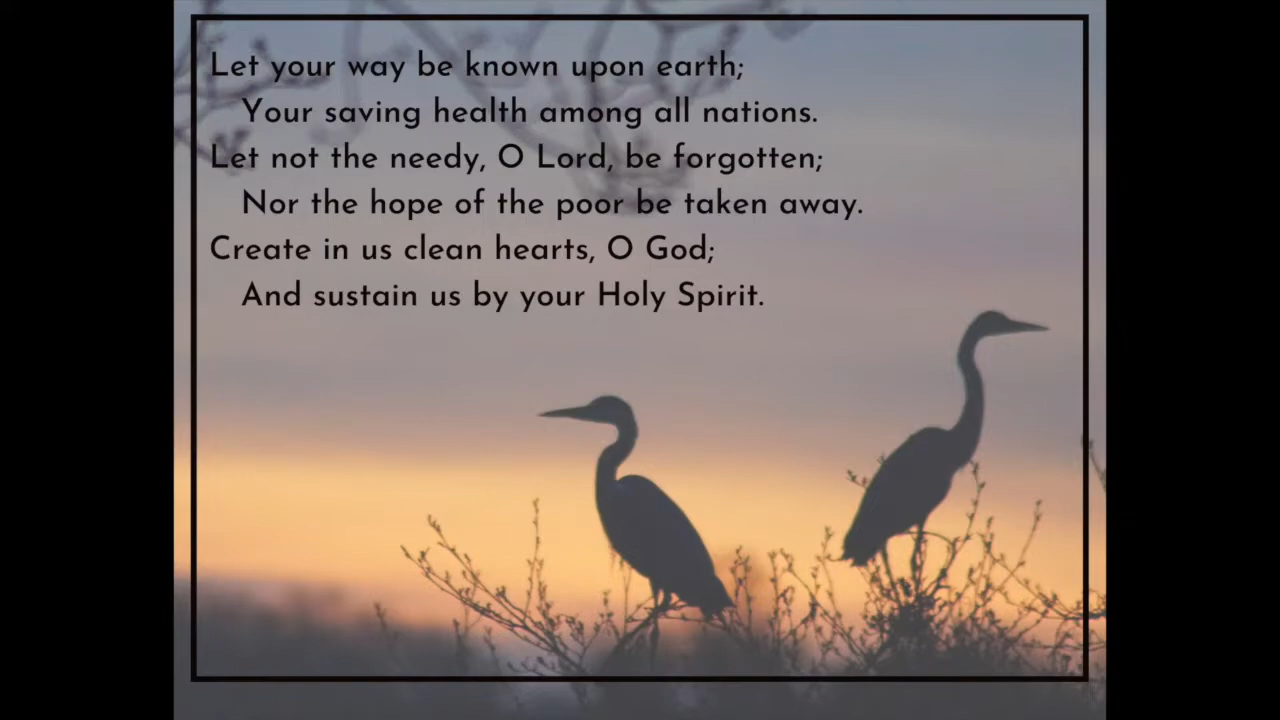 Let your way be known upon earth;
Your saving health among all nations.
Let not the needy, O Lord, be forgotten;
Nor the hope of the poor be taken away.
Create in us clean hearts, O God;
And sustain us by your Holy Spirit.